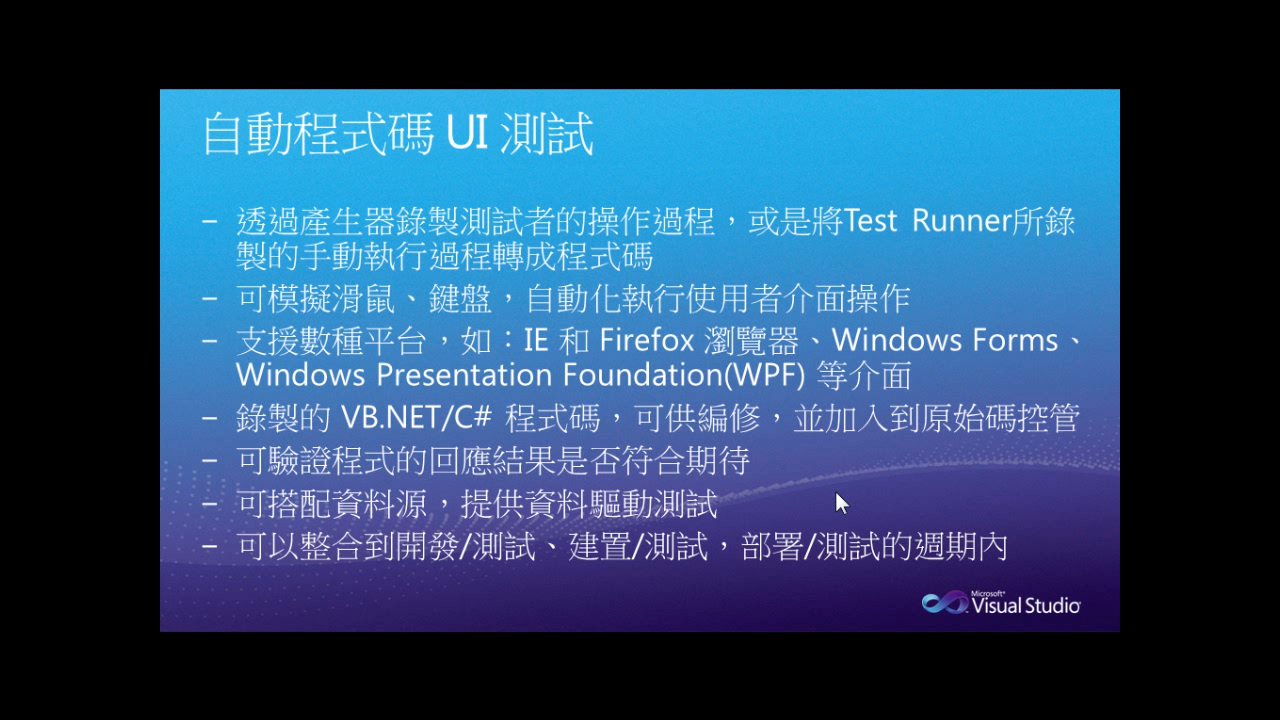 自動程式碼 UI 測試
– 透過產生器錄製測試者的操作過程，或是將Test Runner所錄
製的手動執行過程轉成程式碼
– 可模擬滑鼠、鍵盤，自動化執行使用者介面操作
– 支援數種平台，如：IE 和 Firefox 瀏覽器、Windows Forms、
Windows Presentation Foundation(WPF) 等介面
– 錄製的 VB.NET/C# 程式碼，可供編修，並加入到原始碼控管
– 可驗證程式的回應結果是否符合期待
– 可搭配資料源，提供資料驅動測試
– 可以整合到開發/測試、建置/測試，部署/測試的週期內
Microsoft®
Visual Studio®